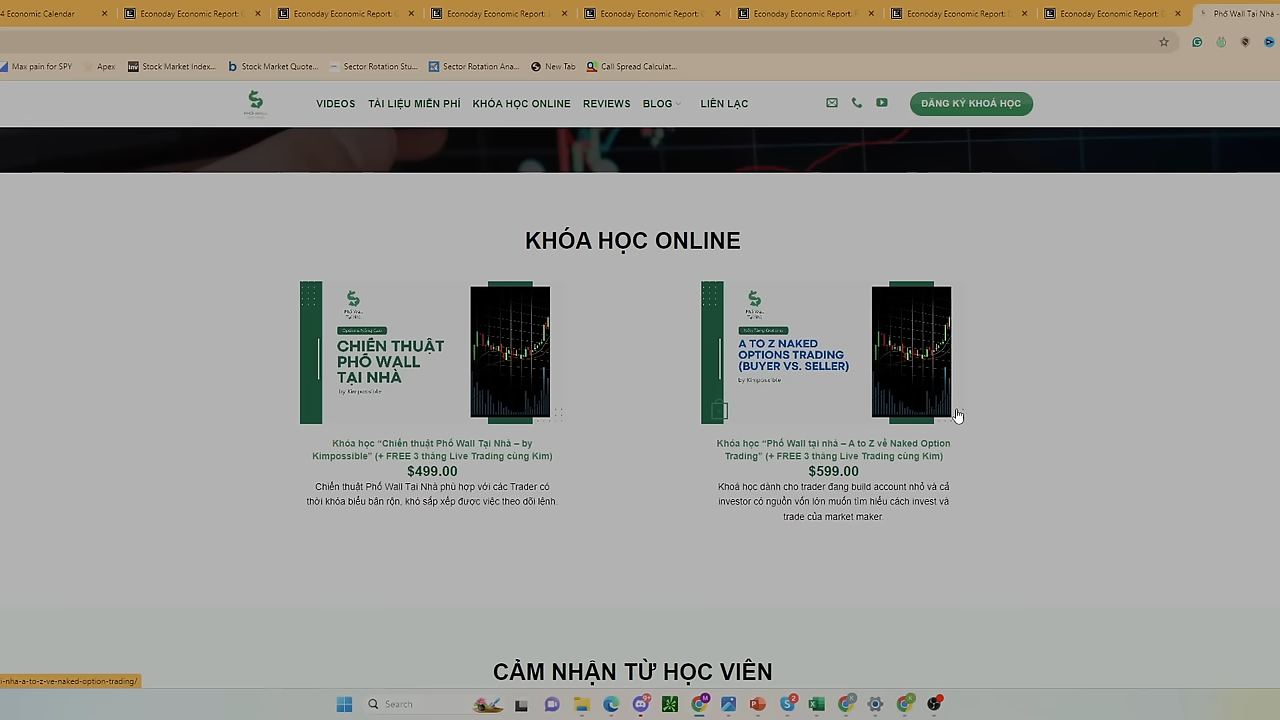 4 Economic Calendar
Econoday Economic Report:
Econoday Economic Report:
Econoday Economic Report:
Econoday Economic Report:
Econoday Economic Report:
Econoday Economic Report:
Econoday Economic Report:
Phố Wall Tại Nhà -
Max pain for SPY
Apex
Stock Market Index...
Stock Market Quote...
Sector Rotation Stu...
Sector Rotation Ana...
New Tab
Call Spread Calculat...
VIDEOS
TÀI LIỆU MIỄN PHÍ
KHÓA HỌC ONLINE
REVIEWS
BLOG
LIÊN LẠC
ĐĂNG KÝ KHOÁ HỌC
KHÓA HỌC ONLINE
CHIẾN THUẬT
PHỐ WALL
TẠI NHÀ
by Kimpossible
A TO Z NAKED
OPTIONS TRADING
(BUYER VS. SELLER)
by Kimpossible
Khóa học “Chiến thuật Phố Wall Tại Nhà – by
Kimpossible” (+ FREE 3 tháng Live Trading cùng Kim)
$499.00
Chiến thuật Phố Wall Tại Nhà phù hợp với các Trader có
thời khóa biểu bận rộn, khó sắp xếp được việc theo dõi lệnh.
Khóa học “Phố Wall tại nhà – A to Z về Naked Option
Trading” (+ FREE 3 tháng Live Trading cùng Kim)
$599.00
Khoá học dành cho trader đang build account nhỏ và cả
investor có nguồn vốn lớn muốn tìm hiểu cách invest và
trade của market maker.
CẢM NHẬN TỪ HỌC VIÊN
i-nha-a-to-z-ve-naked-option-trading/
Search